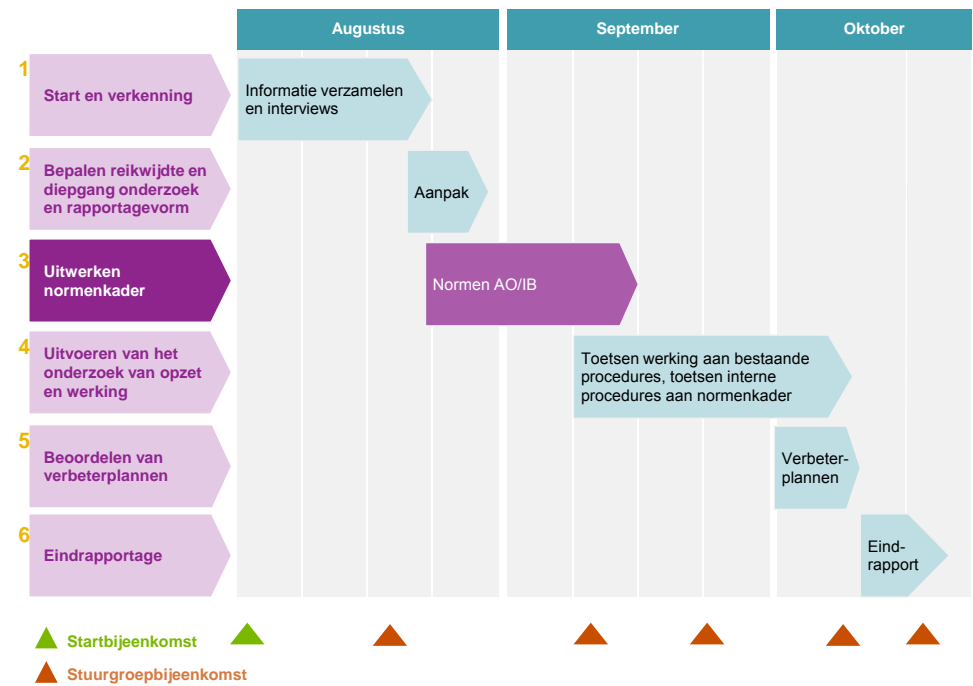 Augustus
September
Oktober
1
Start en verkenning
Informatie verzamelen
en interviews
2
Bepalen reikwijdte en
diepgang onderzoek
en rapportagevorm
Aanpak
3
Uitwerken
normenkader
Normen AO/IB
4
Uitvoeren van het
onderzoek van opzet
en werking
Toetsen werking aan bestaande
procedures, toetsen interne
procedures aan normenkader
5
Beoordelen van
verbeterplannen
Verbeter-
plannen
6
Eindrapportage
Eind-
rapport
Startbijeenkomst
Stuurgroepbijeenkomst